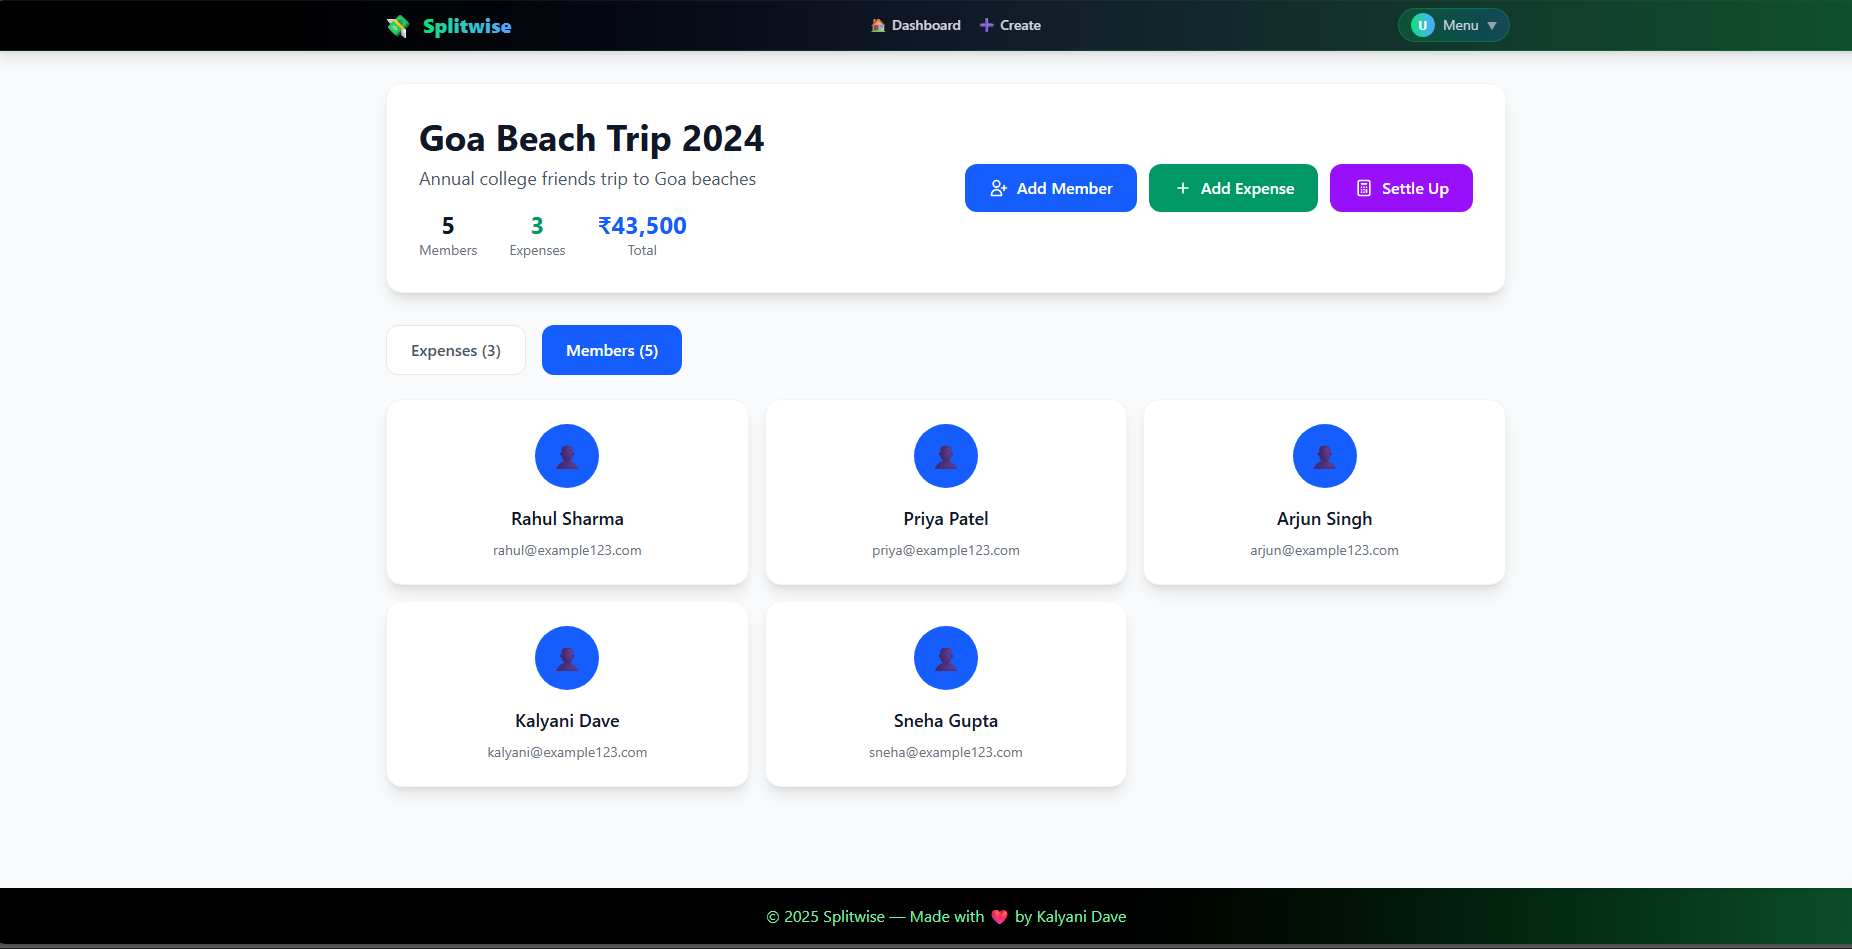 Splitwise
Dashboard
Create
U Menu ▼
Goa Beach Trip 2024
Annual college friends trip to Goa beaches
5 3 ₹43,500
Members Expenses Total
Add Member
+ Add Expense
Settle Up
Expenses (3)
Members (5)
Rahul Sharma
rahul@example123.com
Priya Patel
priya@example123.com
Arjun Singh
arjun@example123.com
Kalyani Dave
kalyani@example123.com
Sneha Gupta
sneha@example123.com
© 2025 Splitwise — Made with ❤️ by Kalyani Dave